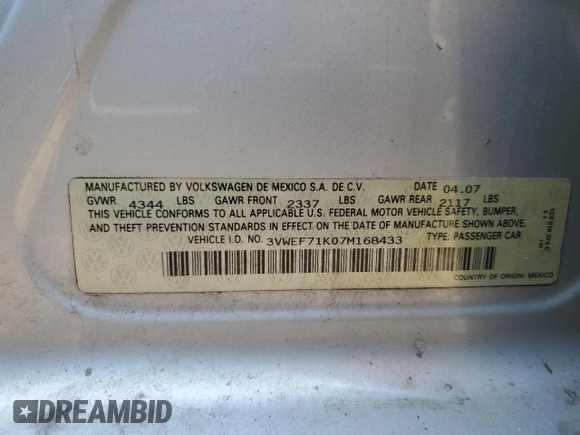 MANUFACTURED BY VOLKSWAGEN DE MEXICO S.A. DE C.V. DATE 04.07
GVWR 4344 LBS GAWR FRONT 2337 LBS GAWR REAR 2117 LBS
THIS VEHICLE CONFORMS TO ALL APPLICABLE U.S. FEDERAL MOTOR VEHICLE SAFETY, BUMPER,
AND THEFT PREVENTION STANDARDS IN EFFECT ON THE DATE OF MANUFACTURE SHOWN ABOVE.
VEHICLE I.D. NO. 3VWEF71K07M168433 TYPE: PASSENGER CAR
COUNTRY OF ORIGIN: MEXICO
DREAMBID